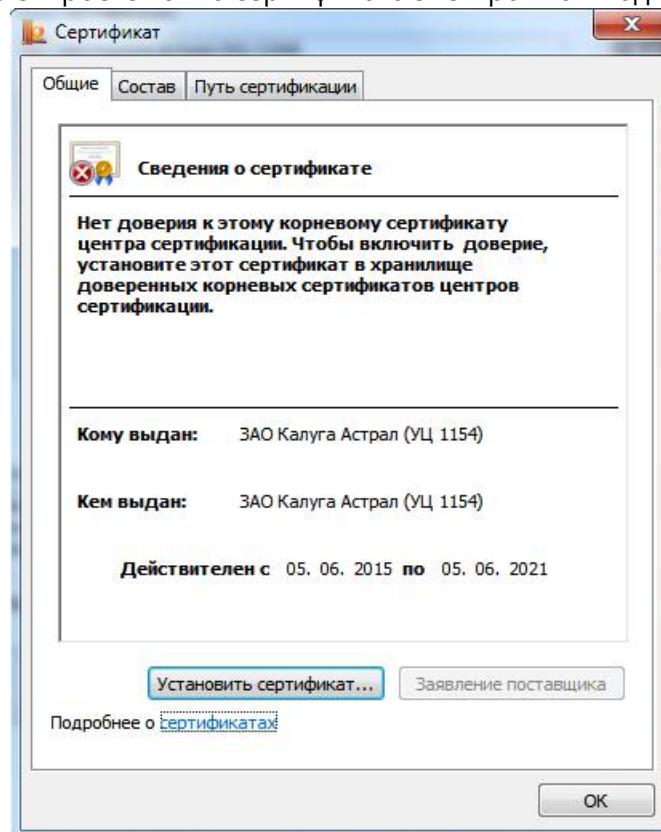 Сертификат
Общие Состав Путь сертификации
Сведения о сертификате
Нет доверия к этому корневому сертификату
центра сертификации. Чтобы включить доверие,
установите этот сертификат в хранилище
доверенных корневых сертификатов центров
сертификации.
Кому выдан: ЗАО Калуга Астрал (УЦ 1154)
Кем выдан: ЗАО Калуга Астрал (УЦ 1154)
Действителен с 05. 06. 2015 по 05. 06. 2021
Установить сертификат... Заявление поставщика
Подробнее о сертификатах
ОК